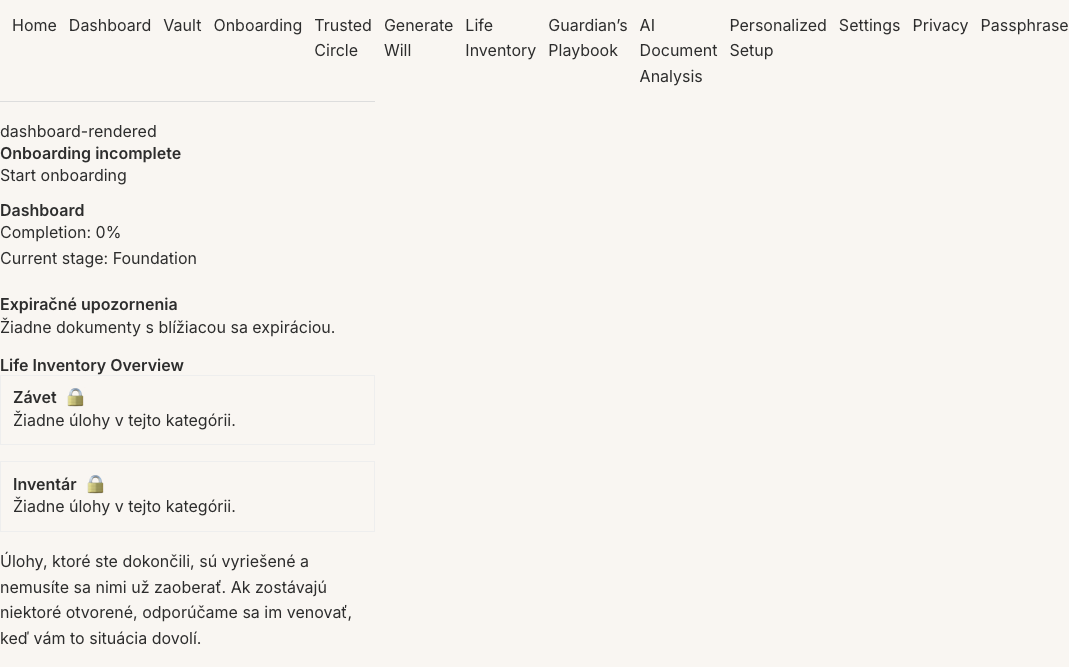 Home Dashboard Vault Onboarding Trusted Circle Generate Will Life Inventory Guardian’s Playbook AI Document Analysis Personalized Setup Settings Privacy Passphrase
dashboard-rendered
Onboarding incomplete
Start onboarding
Dashboard
Completion: 0%
Current stage: Foundation
Expiračné upozornenia
Žiadne dokumenty s blížiacou sa expiráciou.
Life Inventory Overview
Závet 🔒
Žiadne úlohy v tejto kategórii.
Inventár 🔒
Žiadne úlohy v tejto kategórii.
Úlohy, ktoré ste dokončili, sú vyriešené a
nemusíte sa nimi už zaoberať. Ak zostávajú
niektoré otvorené, odporúčame sa im venovať,
keď vám to situácia dovolí.